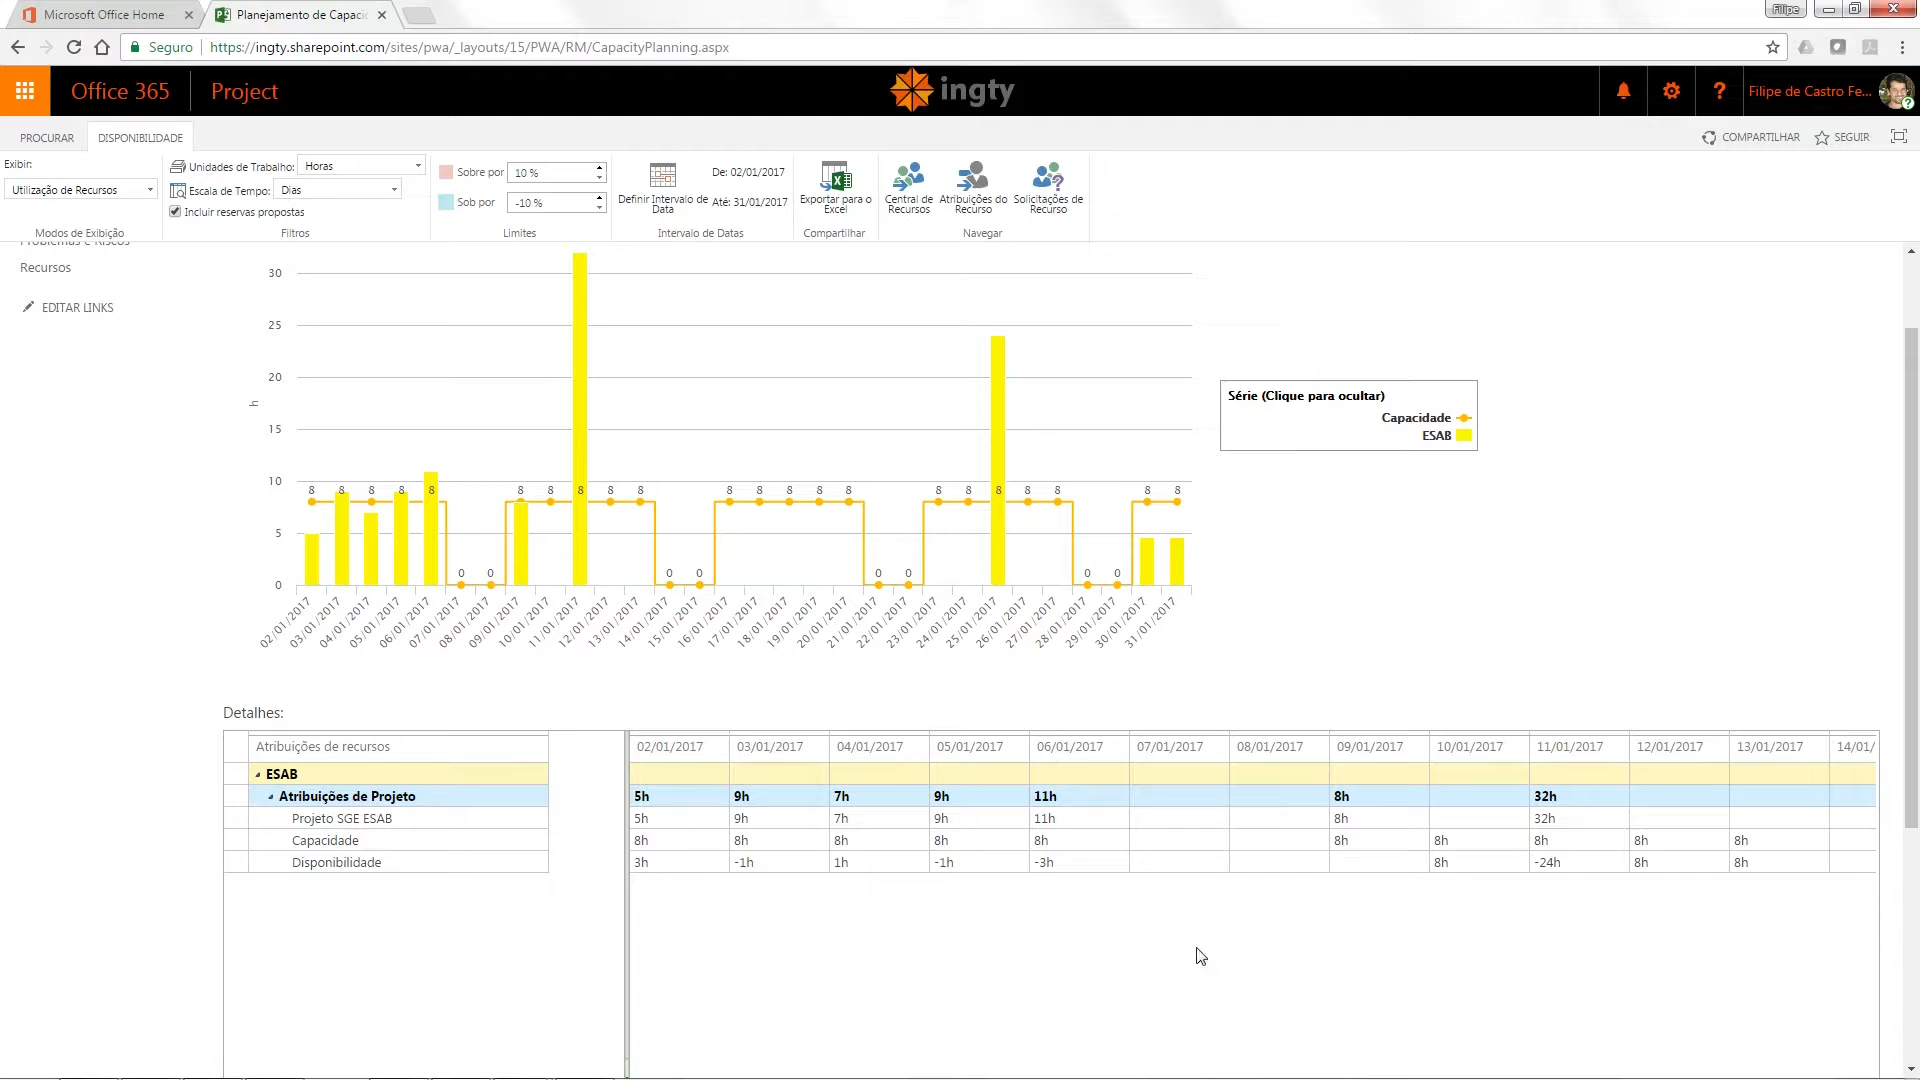 Microsoft Office Home
Planejamento de Capacid
Filipe
Seguro
https://ingty.sharepoint.com/sites/pwa/_layouts/15/PWA/RM/CapacityPlanning.aspx
Office 365
Project
ingty
Filipe de Castro Fe...
PROCURAR
DISPONIBILIDADE
COMPARTILHAR
SEGUIR
Exibir:
Utilização de Recursos
Modos de Exibição
Unidades de Trabalho: Horas
Escala de Tempo: Dias
Incluir reservas propostas
Filtros
Sobre por 10 %
Sob por -10 %
Limites
Definir Intervalo de Data
De: 02/01/2017
Até: 31/01/2017
Intervalo de Datas
Exportar para o Excel
Compartilhar
Central de Recursos
Atribuições do Recurso
Solicitações de Recurso
Navegar
Problemas e Riscos
Recursos
EDITAR LINKS
30
25
20
15
10
5
0
h
8 8 8 8 8 0 0 8 8 8 8 8 0 0 8 8 8 8 8 0 0 8 8 8 8 8 0 0 8 8
02/01/2017 03/01/2017 04/01/2017 05/01/2017 06/01/2017 07/01/2017 08/01/2017 09/01/2017 10/01/2017 11/01/2017 12/01/2017 13/01/2017 14/01/2017 15/01/2017 16/01/2017 17/01/2017 18/01/2017 19/01/2017 20/01/2017 21/01/2017 22/01/2017 23/01/2017 24/01/2017 25/01/2017 26/01/2017 27/01/2017 28/01/2017 29/01/2017 30/01/2017 31/01/2017
Série (Clique para ocultar)
Capacidade
ESAB
Detalhes:
Atribuições de recursos 02/01/2017 03/01/2017 04/01/2017 05/01/2017 06/01/2017 07/01/2017 08/01/2017 09/01/2017 10/01/2017 11/01/2017 12/01/2017 13/01/2017 14/01/
ESAB
Atribuições de Projeto 5h 9h 7h 9h 11h 8h 32h
Projeto SGE ESAB 5h 9h 7h 9h 11h 8h 32h
Capacidade 8h 8h 8h 8h 8h 8h 8h 8h 8h 8h
Disponibilidade 3h -1h 1h -1h -3h 8h -24h 8h 8h